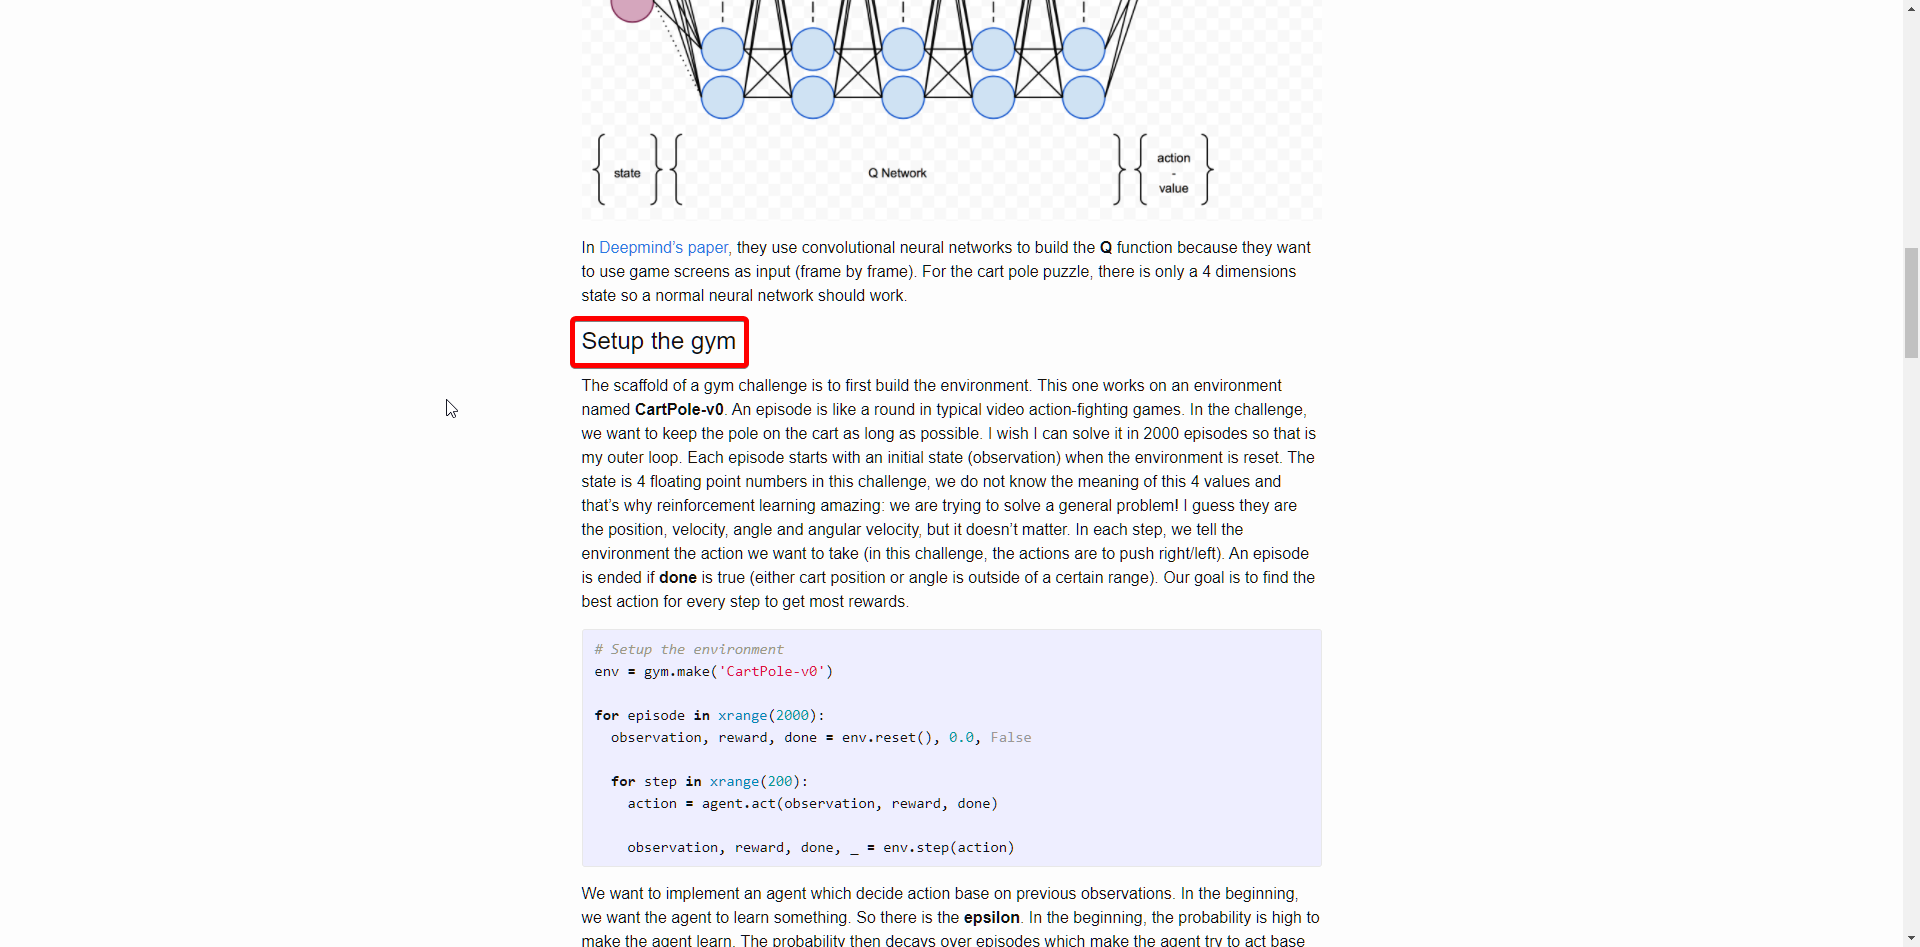 state
Q Network
action
-
value
In Deepmind's paper, they use convolutional neural networks to build the Q function because they want
to use game screens as input (frame by frame). For the cart pole puzzle, there is only a 4 dimensions
state so a normal neural network should work.
Setup the gym
The scaffold of a gym challenge is to first build the environment. This one works on an environment
named CartPole-v0. An episode is like a round in typical video action-fighting games. In the challenge,
we want to keep the pole on the cart as long as possible. I wish I can solve it in 2000 episodes so that is
my outer loop. Each episode starts with an initial state (observation) when the environment is reset. The
state is 4 floating point numbers in this challenge, we do not know the meaning of this 4 values and
that's why reinforcement learning amazing: we are trying to solve a general problem! I guess they are
the position, velocity, angle and angular velocity, but it doesn't matter. In each step, we tell the
environment the action we want to take (in this challenge, the actions are to push right/left). An episode
is ended if done is true (either cart position or angle is outside of a certain range). Our goal is to find the
best action for every step to get most rewards.
# Setup the environment
env = gym.make('CartPole-v0')
for episode in xrange(2000):
observation, reward, done = env.reset(), 0.0, False
for step in xrange(200):
action = agent.act(observation, reward, done)
observation, reward, done, _ = env.step(action)
We want to implement an agent which decide action base on previous observations. In the beginning,
we want the agent to learn something. So there is the epsilon. In the beginning, the probability is high to
make the agent learn. The probability then decays over episodes which make the agent try to act base